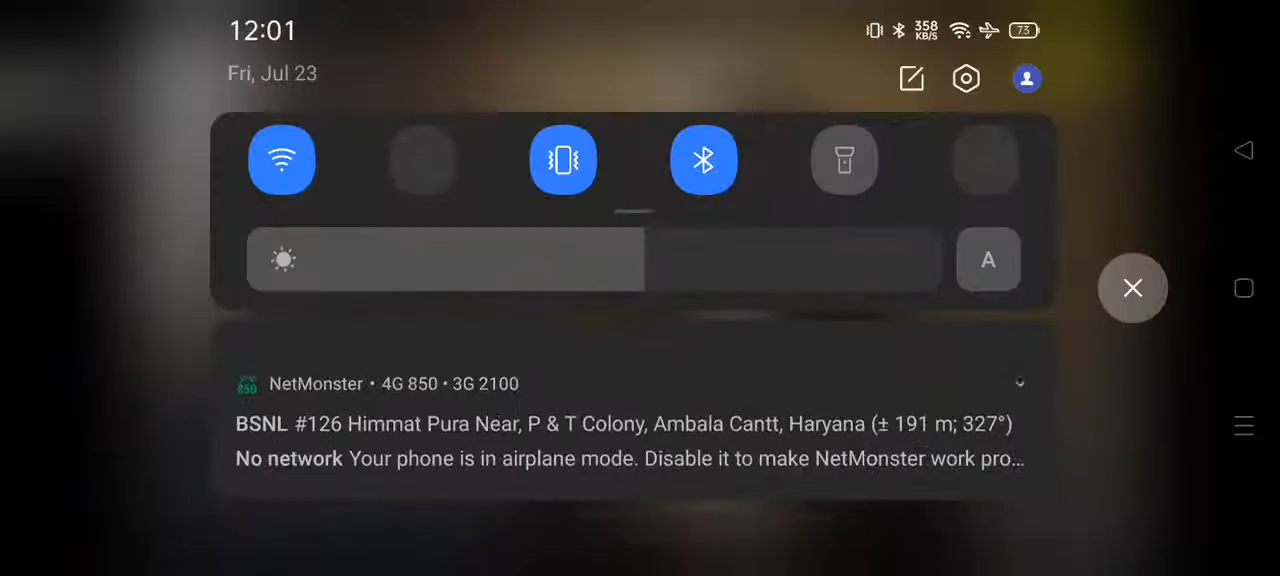 12:01
358
KB/S
73
Fri, Jul 23
A
850
NetMonster • 4G 850 • 3G 2100
BSNL #126 Himmat Pura Near, P & T Colony, Ambala Cantt, Haryana (± 191 m; 327°)
No network Your phone is in airplane mode. Disable it to make NetMonster work pro...